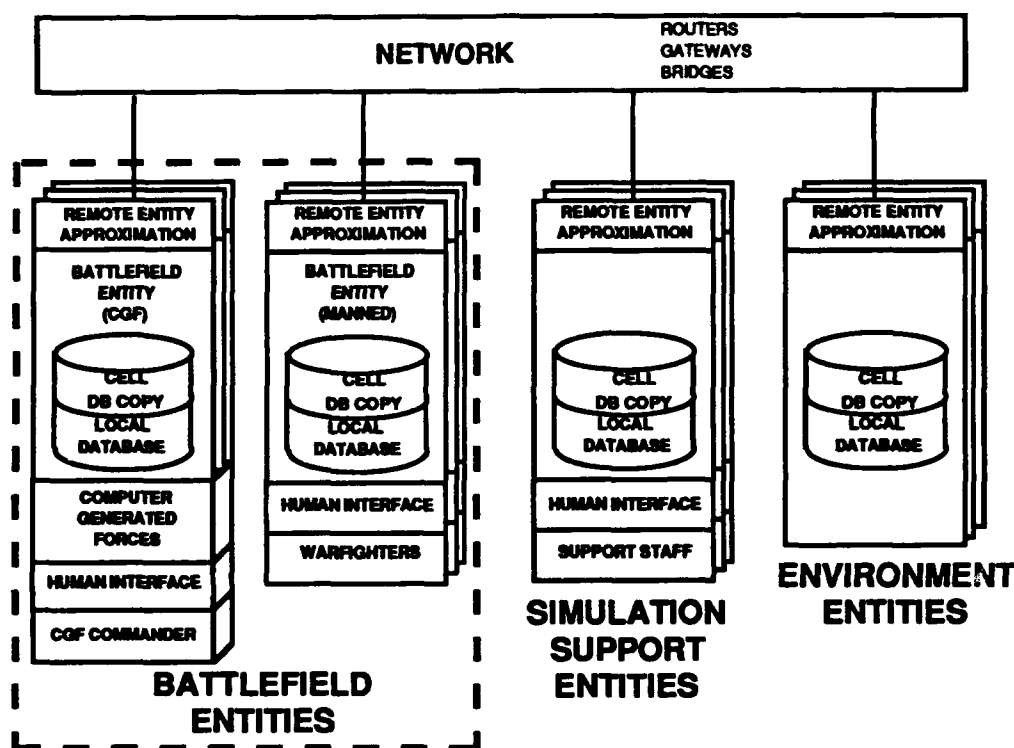 NETWORK
ROUTERS
GATEWAYS
BRIDGES
REMOTE ENTITY
APPROXIMATION
BATTLEFIELD
ENTITY
(CGF)
CELL
DB COPY
LOCAL
DATABASE
COMPUTER
GENERATED
FORCES
HUMAN INTERFACE
CGF COMMANDER
REMOTE ENTITY
APPROXIMATION
BATTLEFIELD
ENTITY
(MANNED)
CELL
DB COPY
LOCAL
DATABASE
HUMAN INTERFACE
WARFIGHTERS
BATTLEFIELD
ENTITIES
REMOTE ENTITY
APPROXIMATION
CELL
DB COPY
LOCAL
DATABASE
HUMAN INTERFACE
SUPPORT STAFF
SIMULATION
SUPPORT
ENTITIES
REMOTE ENTITY
APPROXIMATION
CELL
DB COPY
LOCAL
DATABASE
ENVIRONMENT
ENTITIES